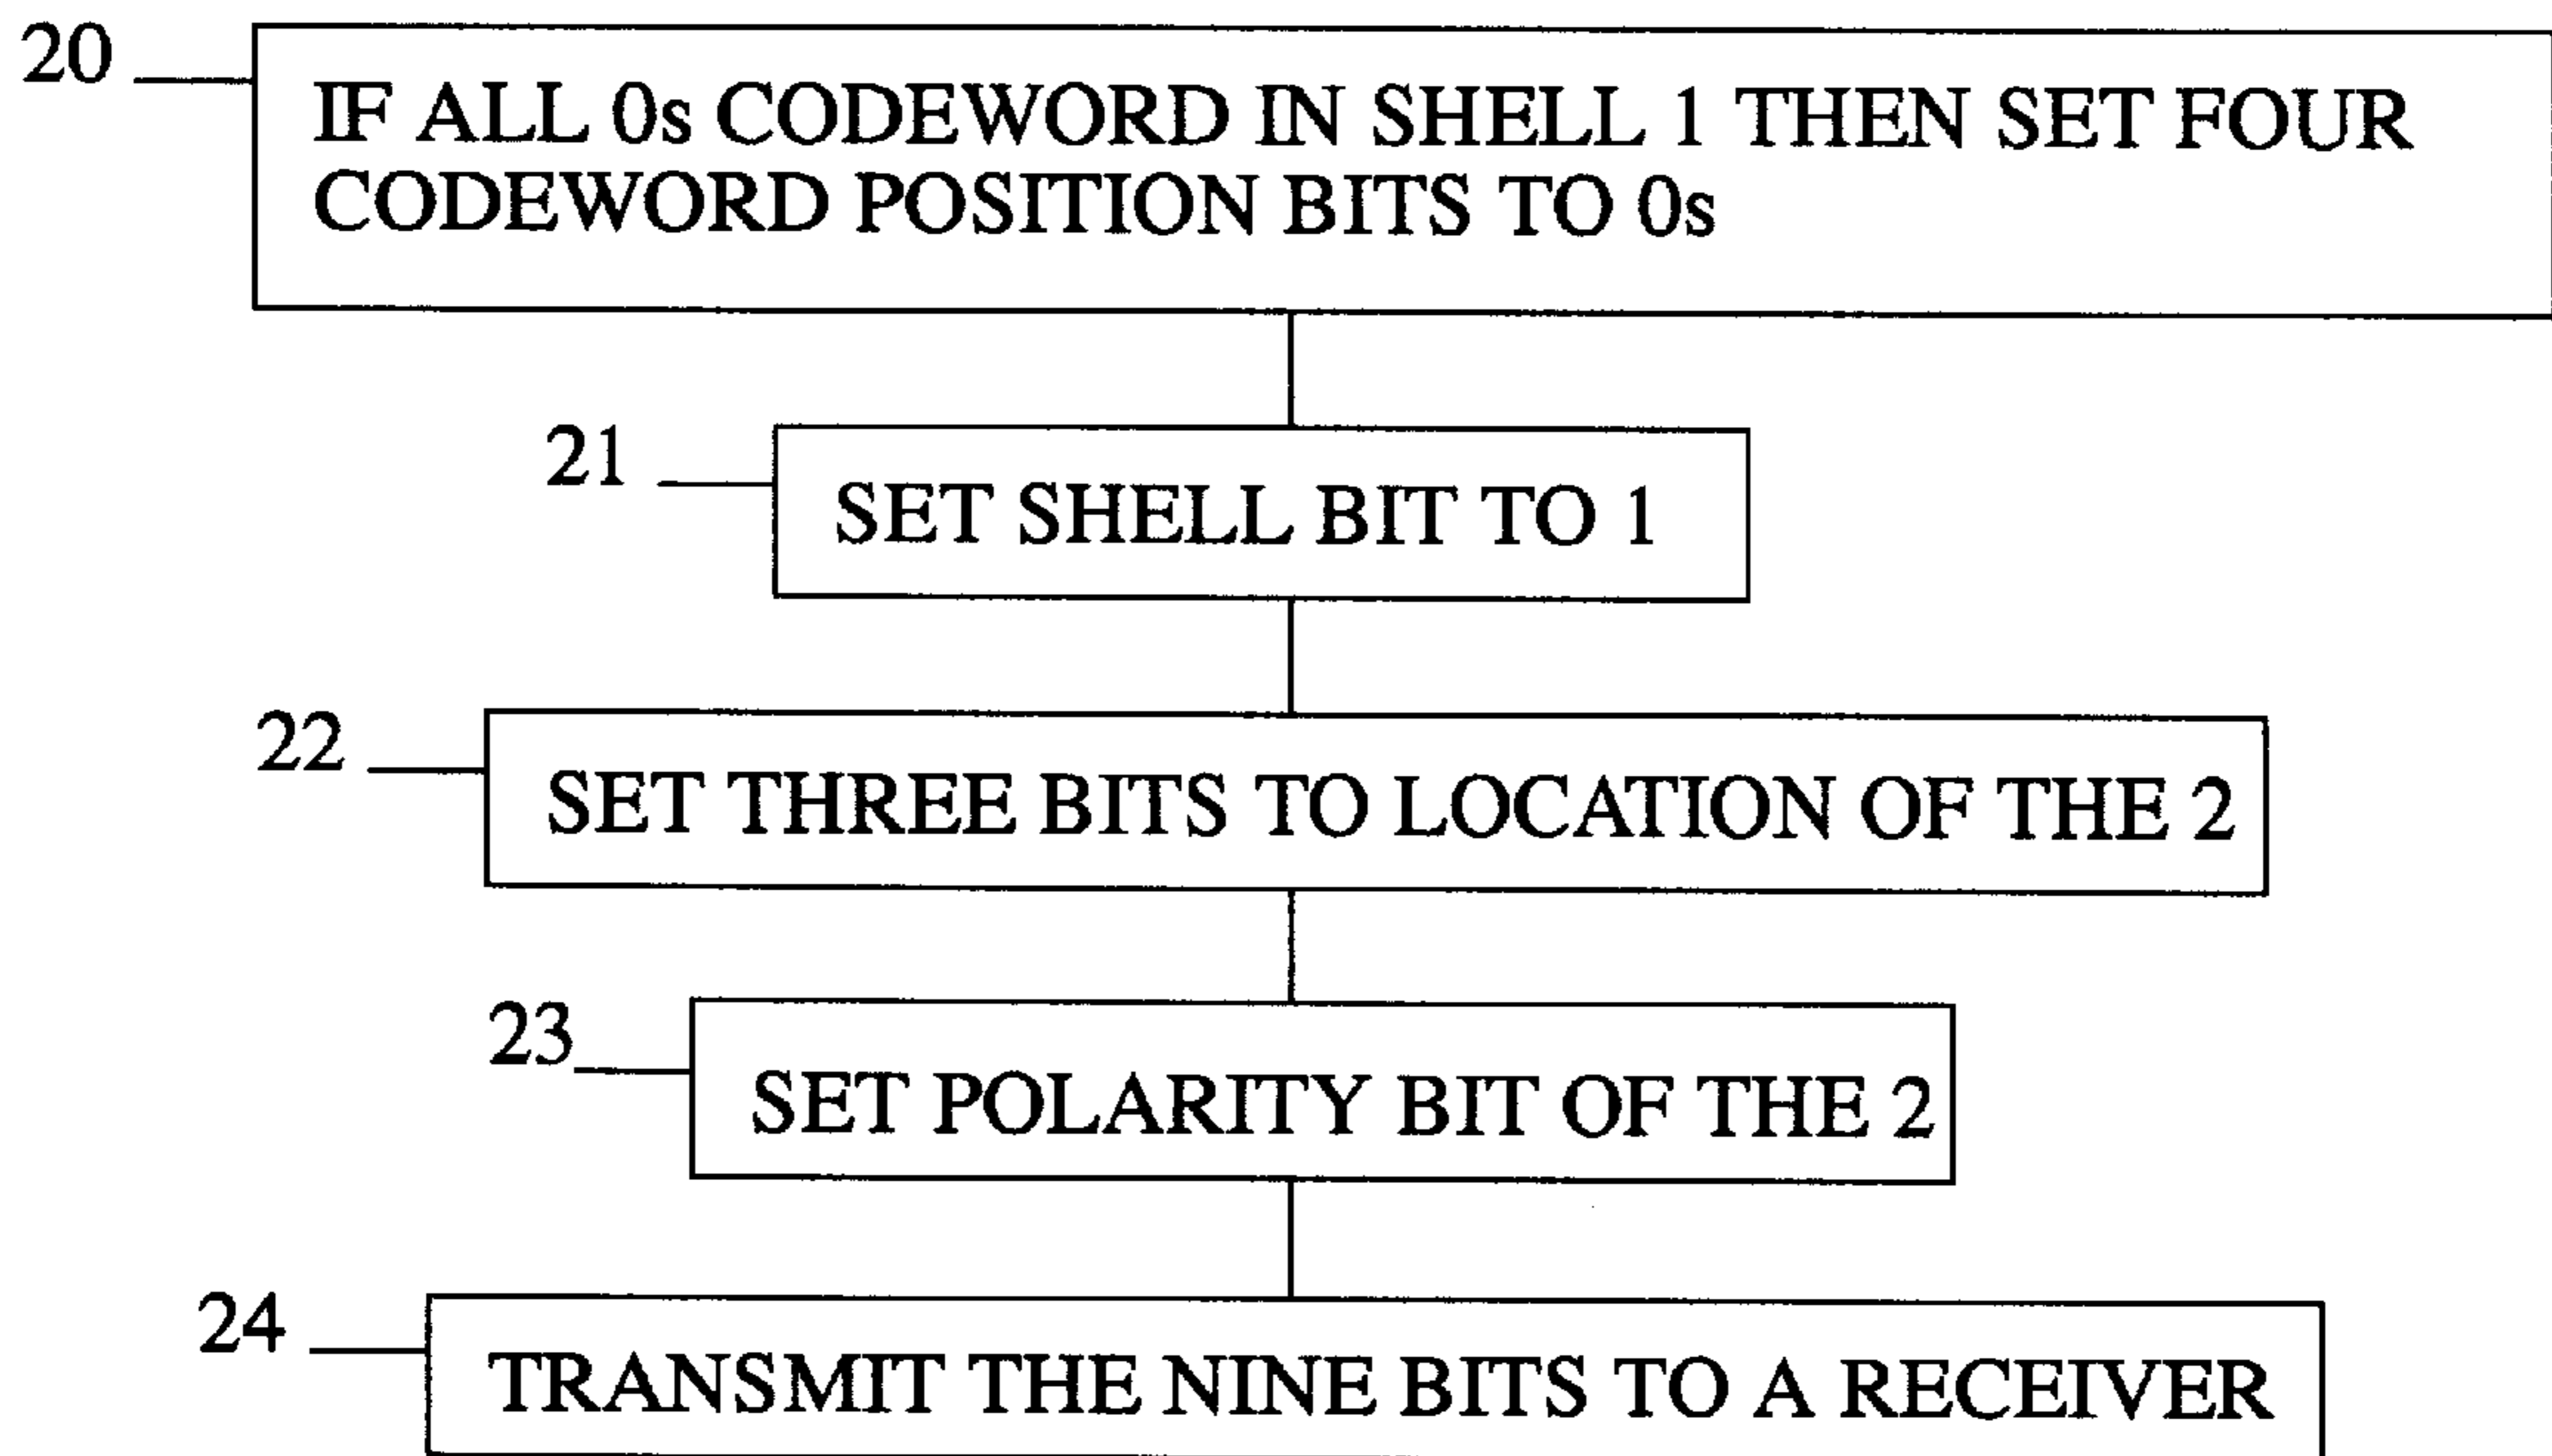 20
IF ALL 0s CODEWORD IN SHELL 1 THEN SET FOUR
CODEWORD POSITION BITS TO 0s
21
SET SHELL BIT TO 1
22
SET THREE BITS TO LOCATION OF THE 2
23
SET POLARITY BIT OF THE 2
24
TRANSMIT THE NINE BITS TO A RECEIVER